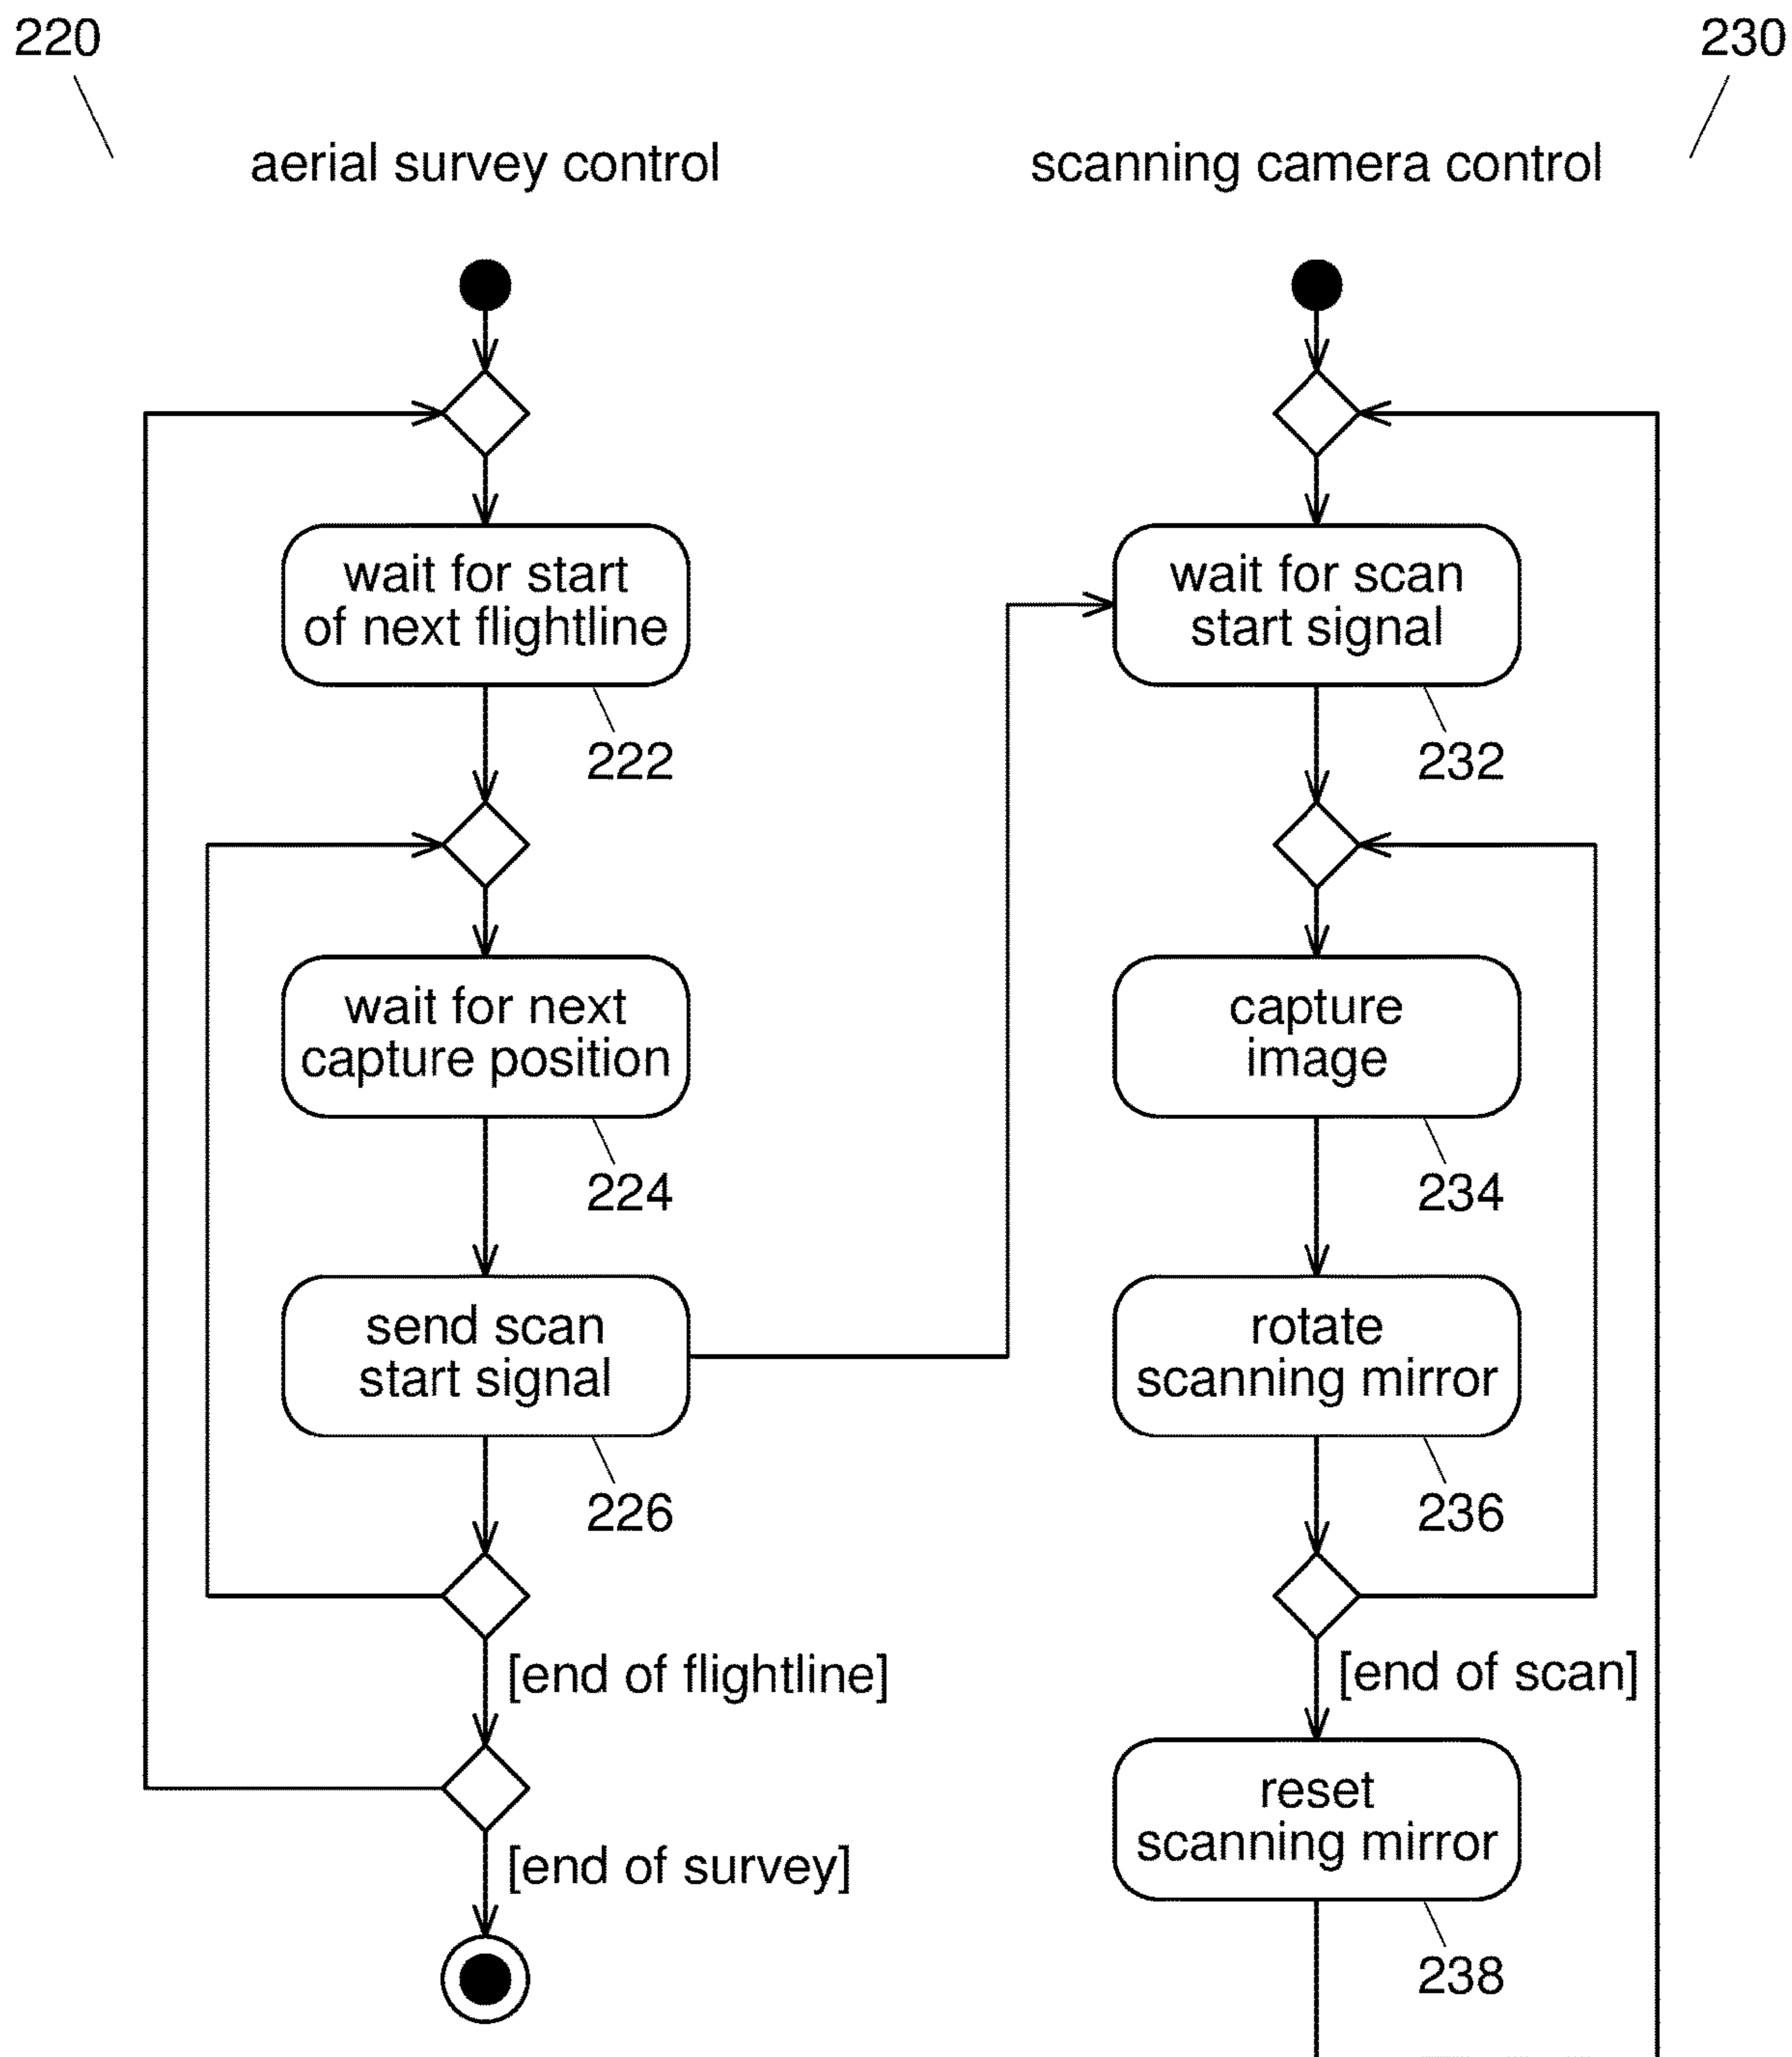 220
230
aerial survey control
scanning camera control
wait for start
of next flightline
222
wait for next
capture position
224
send scan
start signal
226
[end of flightline]
[end of survey]
wait for scan
start signal
232
capture
image
234
rotate
scanning mirror
236
[end of scan]
reset
scanning mirror
238